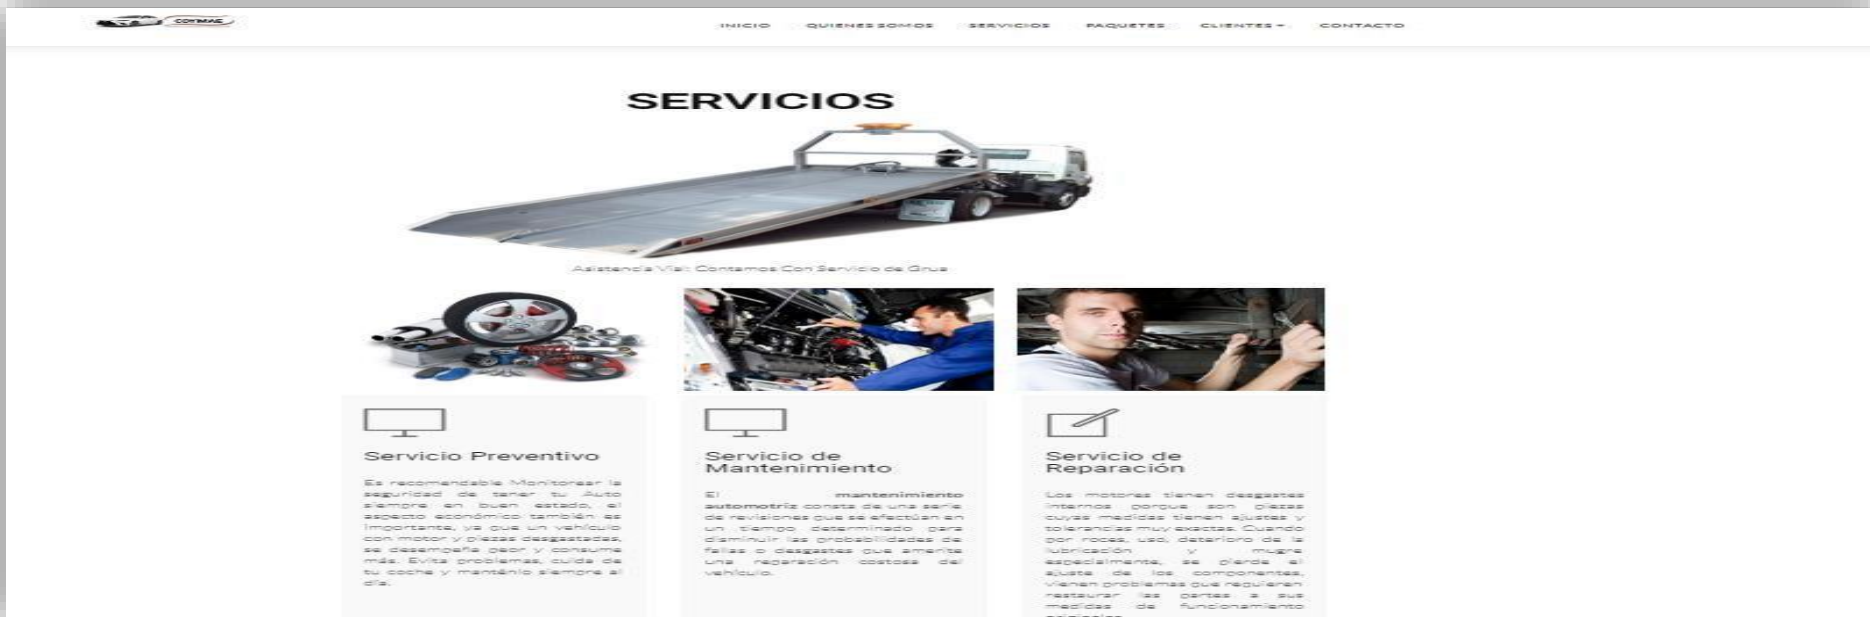 COYMAE
INICIO QUIENES SOMOS SERVICIOS PAQUETES CLIENTES CONTACTO
SERVICIOS
Asistencia Vial: Contamos Con Servicio de Grua
Servicio Preventivo
Es recomendable Monitorear la
seguridad de tener tu Auto
siempre en buen estado, el
aspecto económico también es
importante, ya que un vehículo
con motor y piezas desgastadas,
se desempeña peor y consume
más. Evita problemas, cuida de
tu coche y manténlo siempre al
día.
Servicio de
Mantenimiento
El mantenimiento
automotriz consta de una serie
de revisiones que se efectúan en
un tiempo determinado para
disminuir las probabilidades de
fallas o desgastes que amerite
una reparación costosa del
vehículo.
Servicio de
Reparación
Los motores tienen desgastes
internos porque son piezas
cuyas medidas tienen ajustes y
tolerancias muy exactas. Cuando
por roces, uso, deterioro de la
lubricación y mugre
especialmente, se pierde el
ajuste de los componentes,
vienen problemas que requieren
restaurar las partes a sus
medidas de funcionamiento